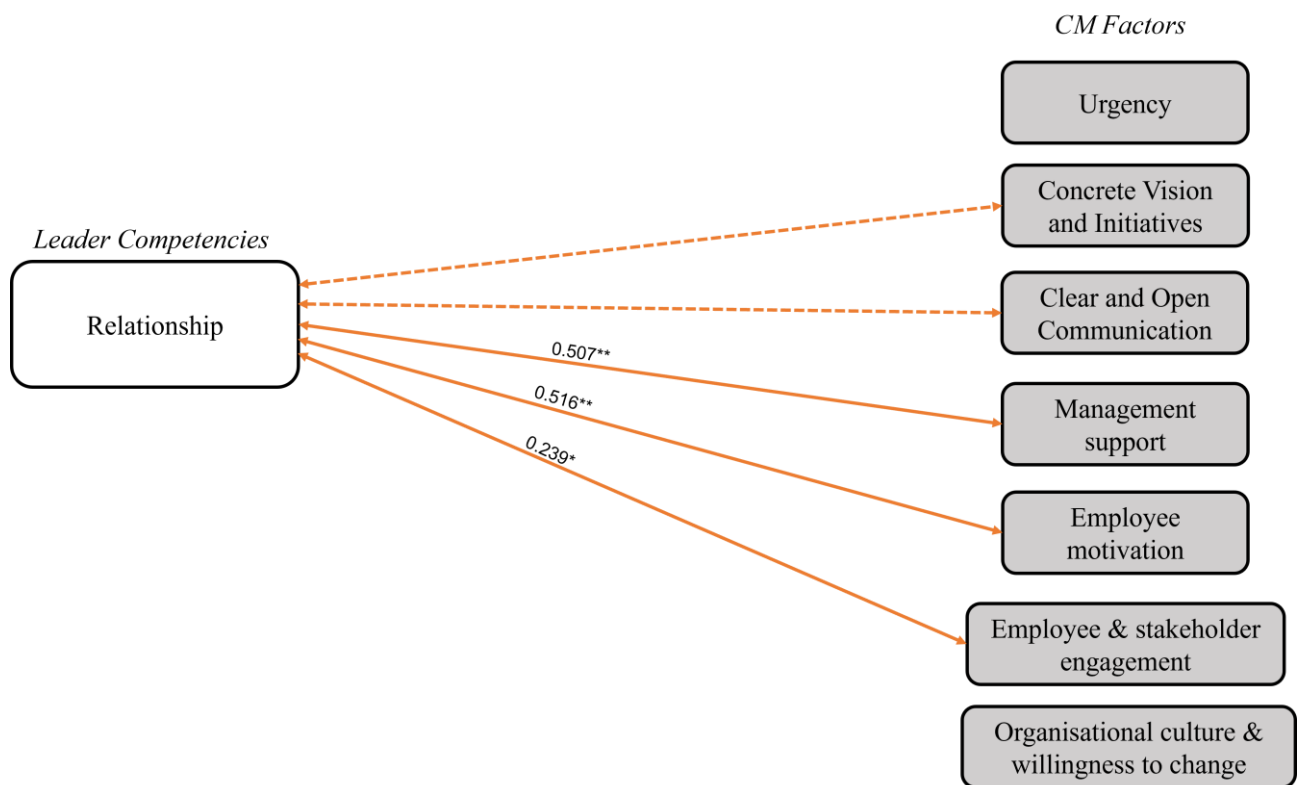 CM Factors
Urgency
Concrete Vision
and Initiatives
Leader Competencies
Relationship
Clear and Open
Communication
0.507**
Management
support
0.516**
0.239*
Employee
motivation
Employee & stakeholder
engagement
Organisational culture &
willingness to change